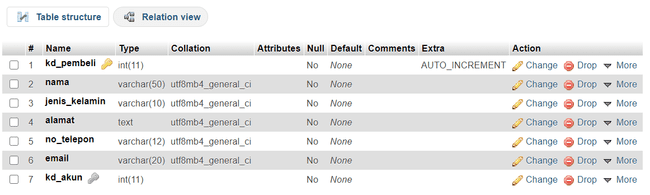 Table structure Relation view
# Name Type Collation Attributes Null Default Comments Extra Action
1 kd_pembeli int(11) No None AUTO_INCREMENT Change Drop More
2 nama varchar(50) utf8mb4_general_ci No None Change Drop More
3 jenis_kelamin varchar(10) utf8mb4_general_ci No None Change Drop More
4 alamat text utf8mb4_general_ci No None Change Drop More
5 no_telepon varchar(12) utf8mb4_general_ci No None Change Drop More
6 email varchar(20) utf8mb4_general_ci No None Change Drop More
7 kd_akun int(11) No None Change Drop More